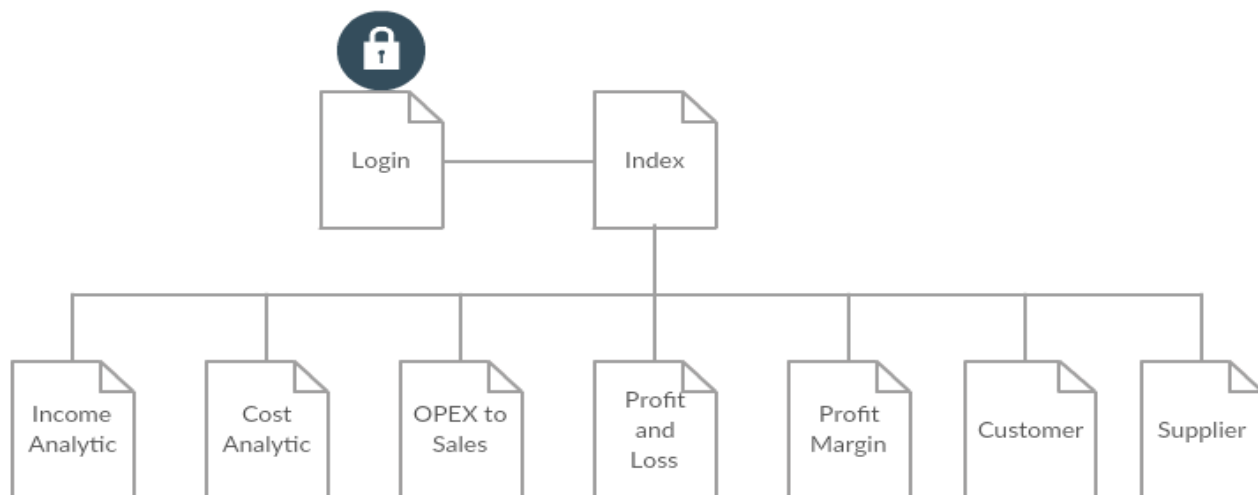 Login
Index
Income
Analytic
Cost
Analytic
OPEX to
Sales
Profit
and
Loss
Profit
Margin
Customer
Supplier